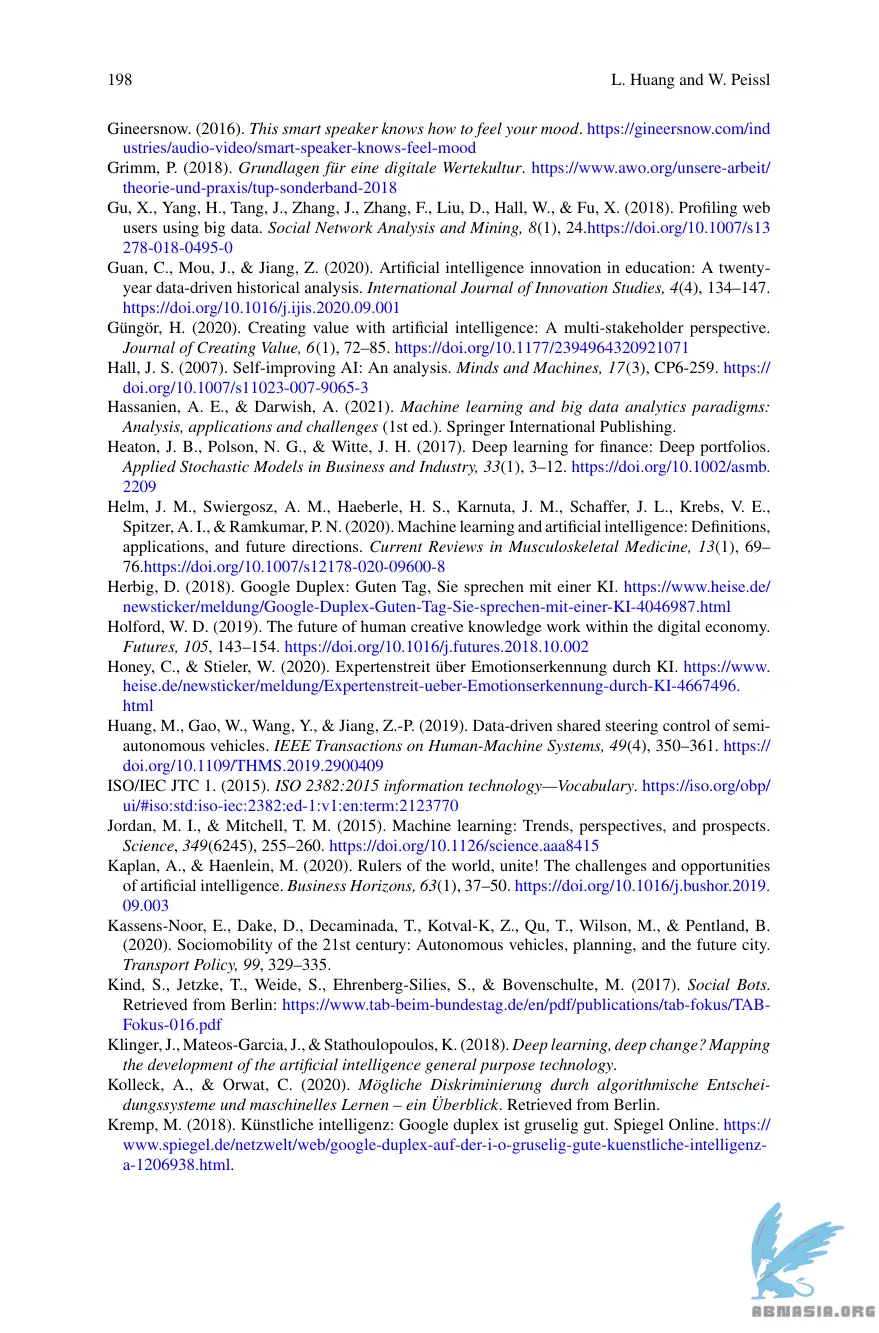 198 L. Huang and W. Peissl
Gineersnow. (2016). This smart speaker knows how to feel your mood. https://gineersnow.com/ind
ustries/audio-video/smart-speaker-knows-feel-mood
Grimm, P. (2018). Grundlagen für eine digitale Wertekultur. https://www.awo.org/unsere-arbeit/
theorie-und-praxis/tup-sonderband-2018
Gu, X., Yang, H., Tang, J., Zhang, J., Zhang, F., Liu, D., Hall, W., & Fu, X. (2018). Profiling web
users using big data. Social Network Analysis and Mining, 8(1), 24.https://doi.org/10.1007/s13
278-018-0495-0
Guan, C., Mou, J., & Jiang, Z. (2020). Artificial intelligence innovation in education: A twenty-
year data-driven historical analysis. International Journal of Innovation Studies, 4(4), 134–147.
https://doi.org/10.1016/j.ijis.2020.09.001
Güngör, H. (2020). Creating value with artificial intelligence: A multi-stakeholder perspective.
Journal of Creating Value, 6(1), 72–85. https://doi.org/10.1177/2394964320921071
Hall, J. S. (2007). Self-improving AI: An analysis. Minds and Machines, 17(3), CP6-259. https://
doi.org/10.1007/s11023-007-9065-3
Hassanien, A. E., & Darwish, A. (2021). Machine learning and big data analytics paradigms:
Analysis, applications and challenges (1st ed.). Springer International Publishing.
Heaton, J. B., Polson, N. G., & Witte, J. H. (2017). Deep learning for finance: Deep portfolios.
Applied Stochastic Models in Business and Industry, 33(1), 3–12. https://doi.org/10.1002/asmb.
2209
Helm, J. M., Swiergosz, A. M., Haeberle, H. S., Karnuta, J. M., Schaffer, J. L., Krebs, V. E.,
Spitzer, A. I., & Ramkumar, P. N. (2020). Machine learning and artificial intelligence: Definitions,
applications, and future directions. Current Reviews in Musculoskeletal Medicine, 13(1), 69–
76.https://doi.org/10.1007/s12178-020-09600-8
Herbig, D. (2018). Google Duplex: Guten Tag, Sie sprechen mit einer KI. https://www.heise.de/
newsticker/meldung/Google-Duplex-Guten-Tag-Sie-sprechen-mit-einer-KI-4046987.html
Holford, W. D. (2019). The future of human creative knowledge work within the digital economy.
Futures, 105, 143–154. https://doi.org/10.1016/j.futures.2018.10.002
Honey, C., & Stieler, W. (2020). Expertenstreit über Emotionserkennung durch KI. https://www.
heise.de/newsticker/meldung/Expertenstreit-ueber-Emotionserkennung-durch-KI-4667496.
html
Huang, M., Gao, W., Wang, Y., & Jiang, Z.-P. (2019). Data-driven shared steering control of semi-
autonomous vehicles. IEEE Transactions on Human-Machine Systems, 49(4), 350–361. https://
doi.org/10.1109/THMS.2019.2900409
ISO/IEC JTC 1. (2015). ISO 2382:2015 information technology—Vocabulary. https://iso.org/obp/
ui/#iso:std:iso-iec:2382:ed-1:v1:en:term:2123770
Jordan, M. I., & Mitchell, T. M. (2015). Machine learning: Trends, perspectives, and prospects.
Science, 349(6245), 255–260. https://doi.org/10.1126/science.aaa8415
Kaplan, A., & Haenlein, M. (2020). Rulers of the world, unite! The challenges and opportunities
of artificial intelligence. Business Horizons, 63(1), 37–50. https://doi.org/10.1016/j.bushor.2019.
09.003
Kassens-Noor, E., Dake, D., Decaminada, T., Kotval-K, Z., Qu, T., Wilson, M., & Pentland, B.
(2020). Sociomobility of the 21st century: Autonomous vehicles, planning, and the future city.
Transport Policy, 99, 329–335.
Kind, S., Jetzke, T., Weide, S., Ehrenberg-Silies, S., & Bovenschulte, M. (2017). Social Bots.
Retrieved from Berlin: https://www.tab-beim-bundestag.de/en/pdf/publications/tab-fokus/TAB-
Fokus-016.pdf
Klinger, J., Mateos-Garcia, J., & Stathoulopoulos, K. (2018). Deep learning, deep change? Mapping
the development of the artificial intelligence general purpose technology.
Kolleck, A., & Orwat, C. (2020). Mögliche Diskriminierung durch algorithmische Entschei-
dungssysteme und maschinelles Lernen – ein Überblick. Retrieved from Berlin.
Kremp, M. (2018). Künstliche intelligenz: Google duplex ist gruselig gut. Spiegel Online. https://
www.spiegel.de/netzwelt/web/google-duplex-auf-der-i-o-gruselig-gute-kuenstliche-intelligenz-
a-1206938.html.
ABNASIA.ORG